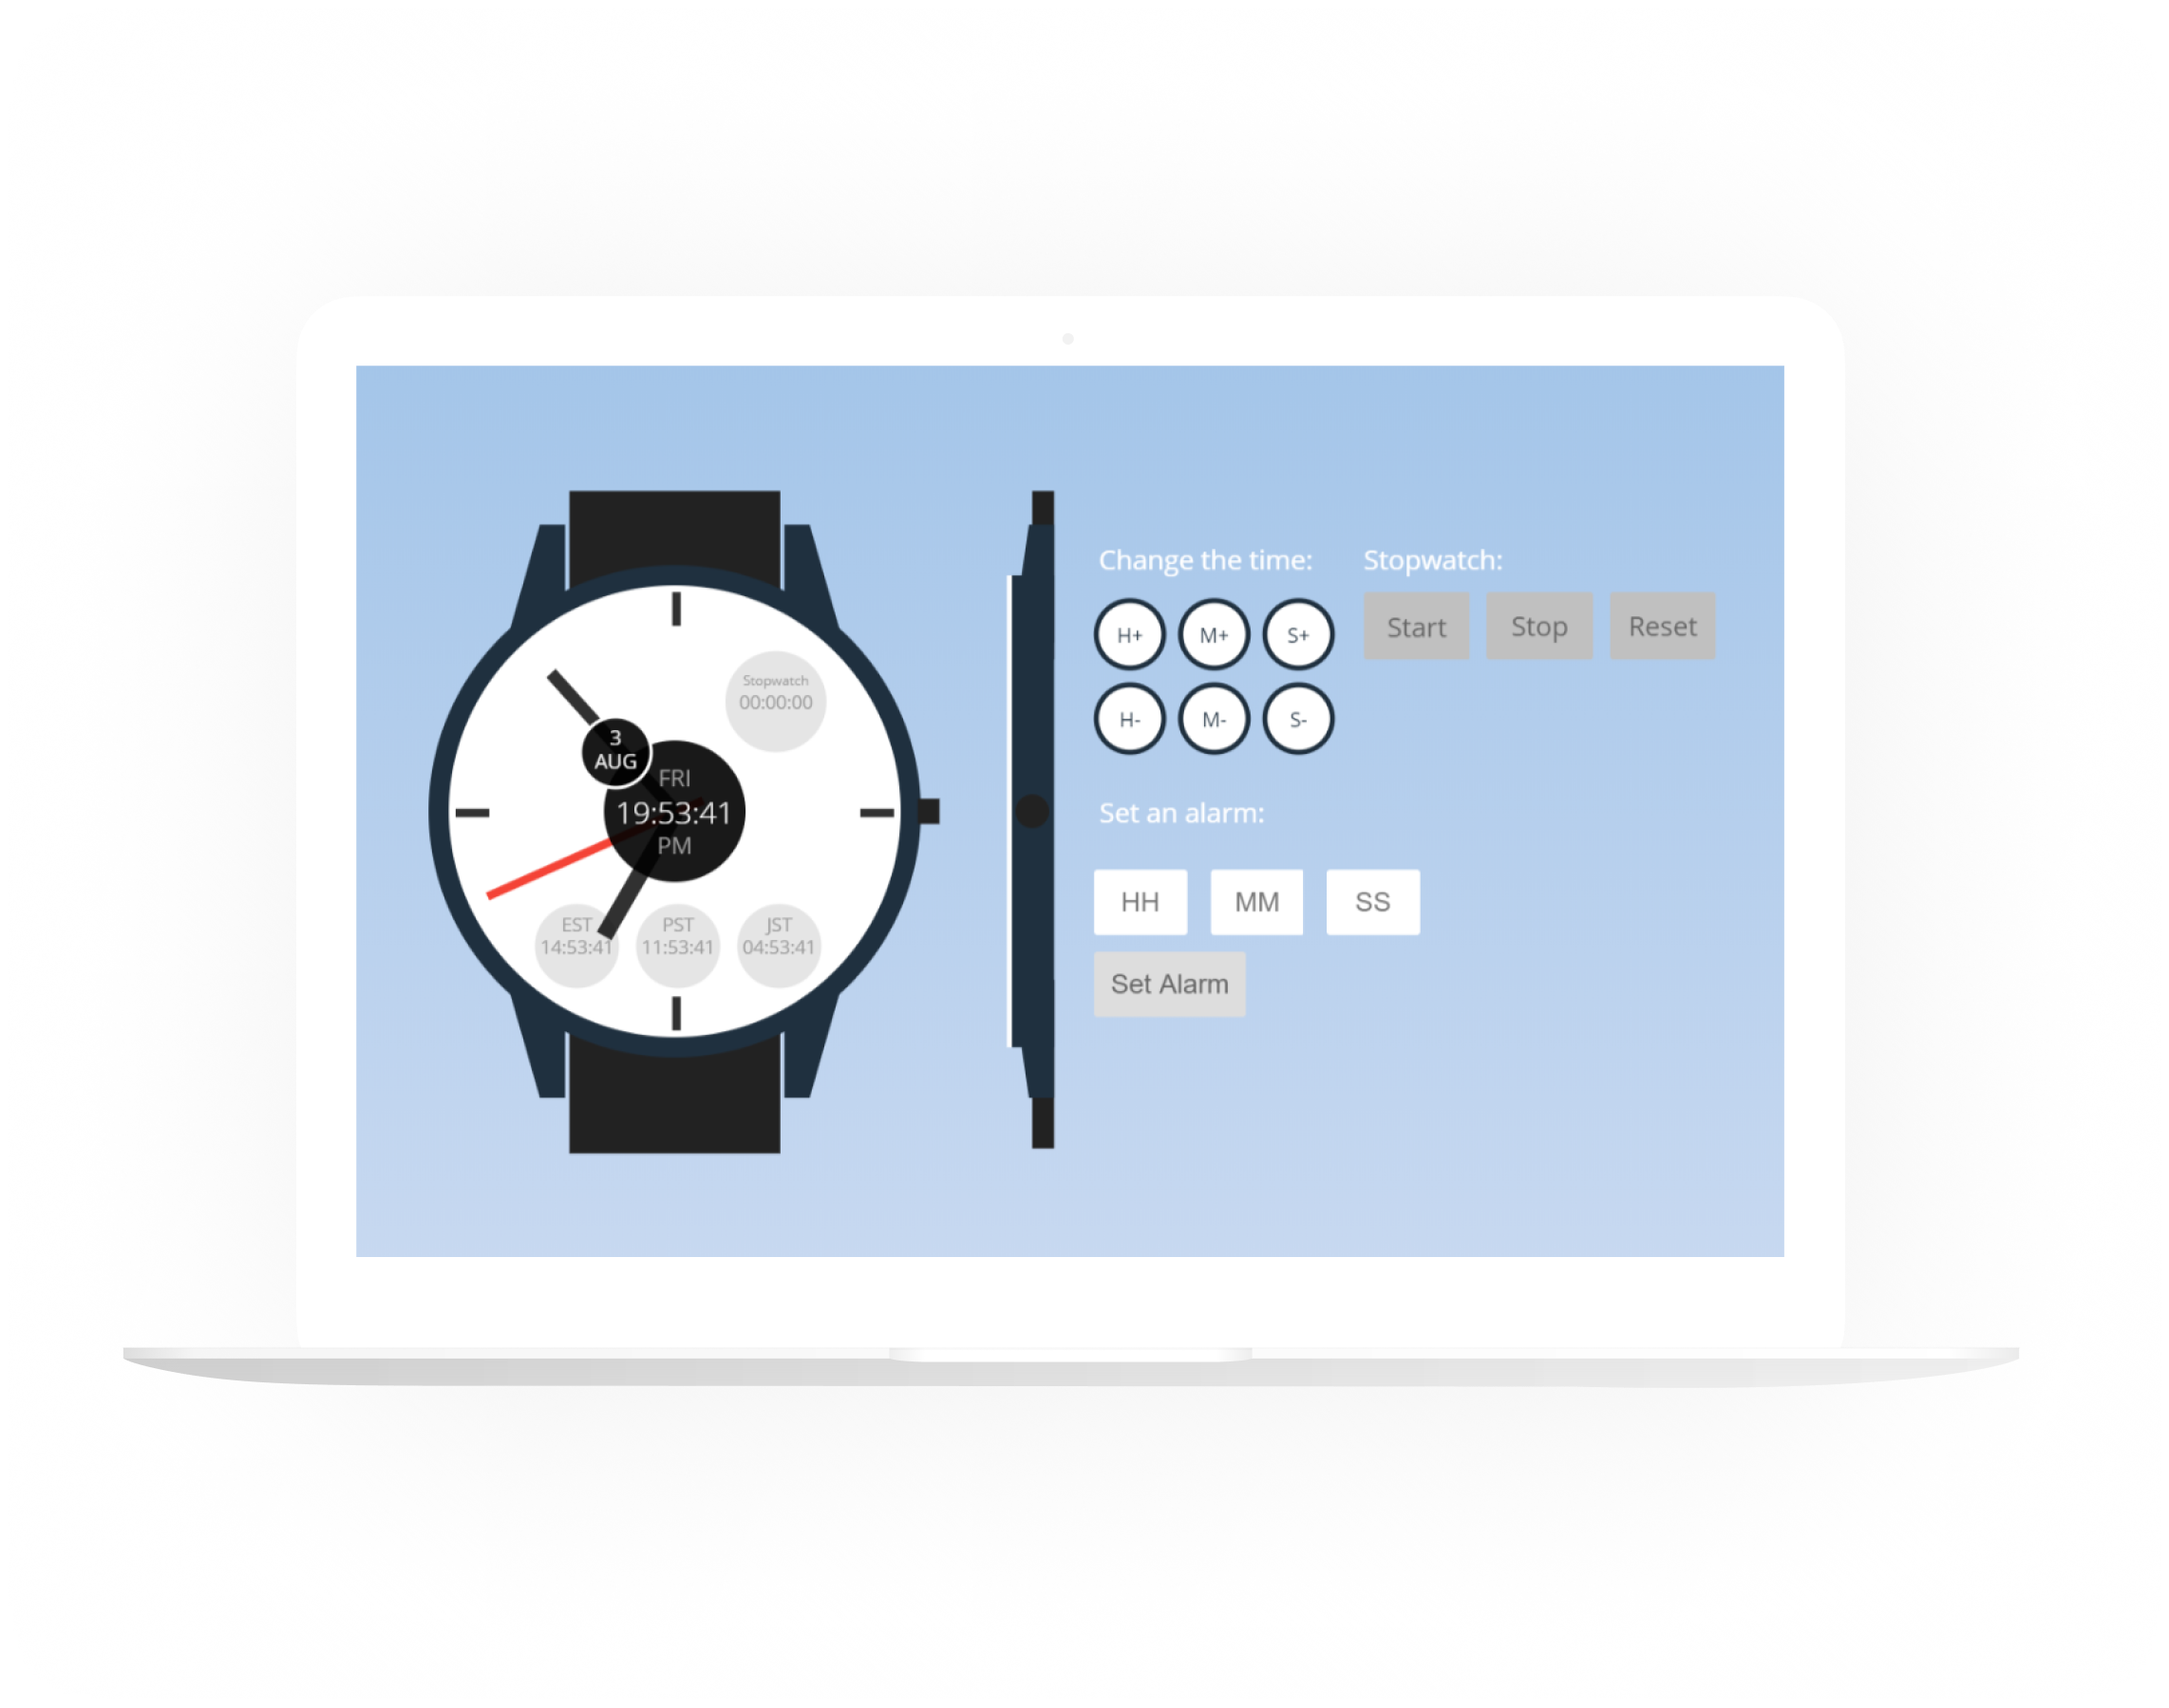 Stopwatch
00:00:00
3
AUG
FRI
19:53:41
PM
EST
14:53:41
PST
11:53:41
JST
04:53:41
Change the time:
H+ M+ S+
H- M- S-
Stopwatch:
Start Stop Reset
Set an alarm:
HH MM SS
Set Alarm